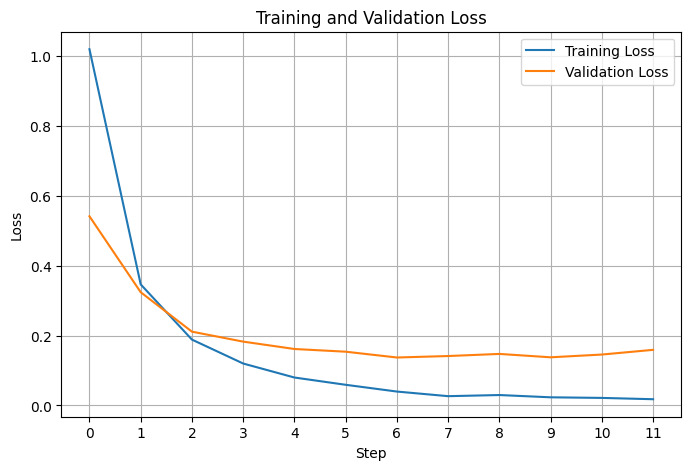 Training and Validation Loss
Training Loss
Validation Loss
1.0
0.8
0.6
0.4
0.2
0.0
Loss
0 1 2 3 4 5 6 7 8 9 10 11
Step